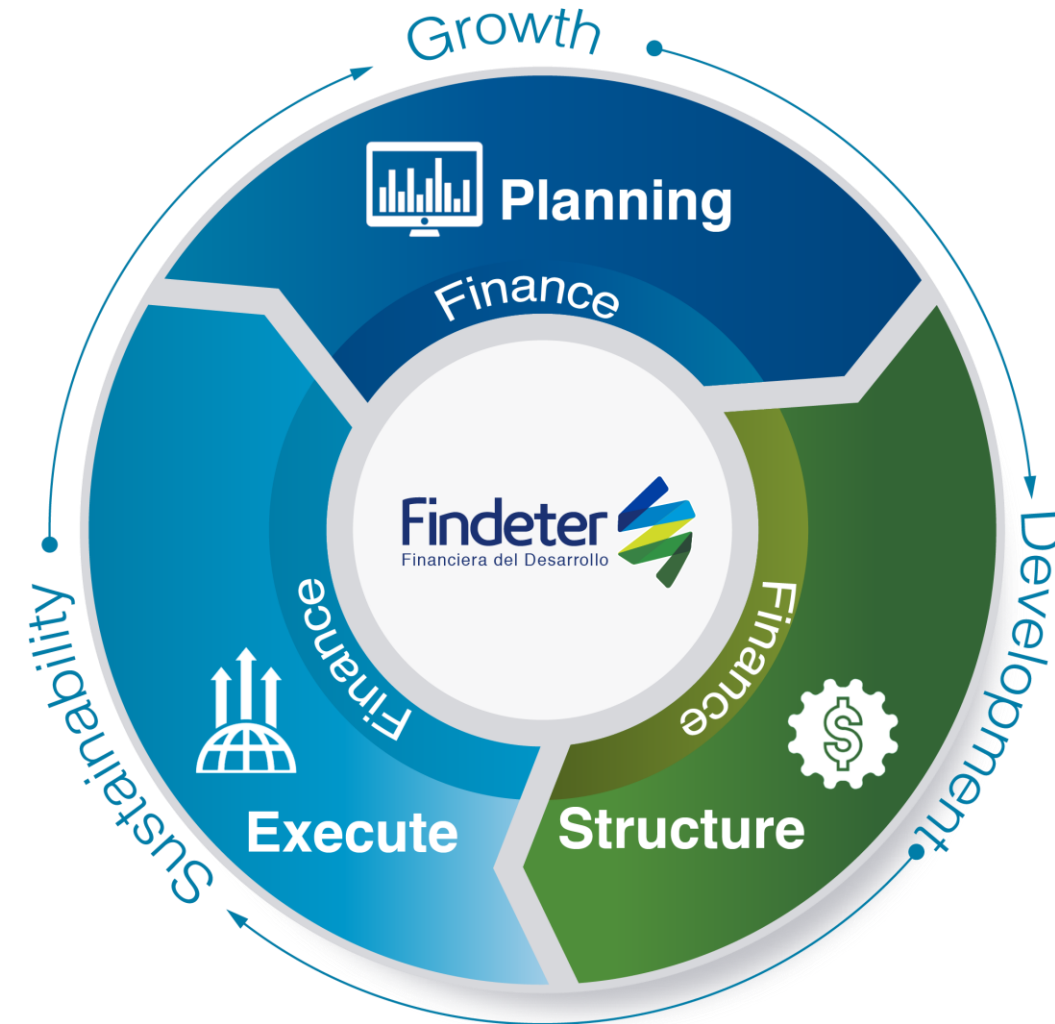 Growth
Planning
Finance
Findeter
Financiera del Desarrollo
Development
Finance
Structure
Finance
Execute
Sustainability
$